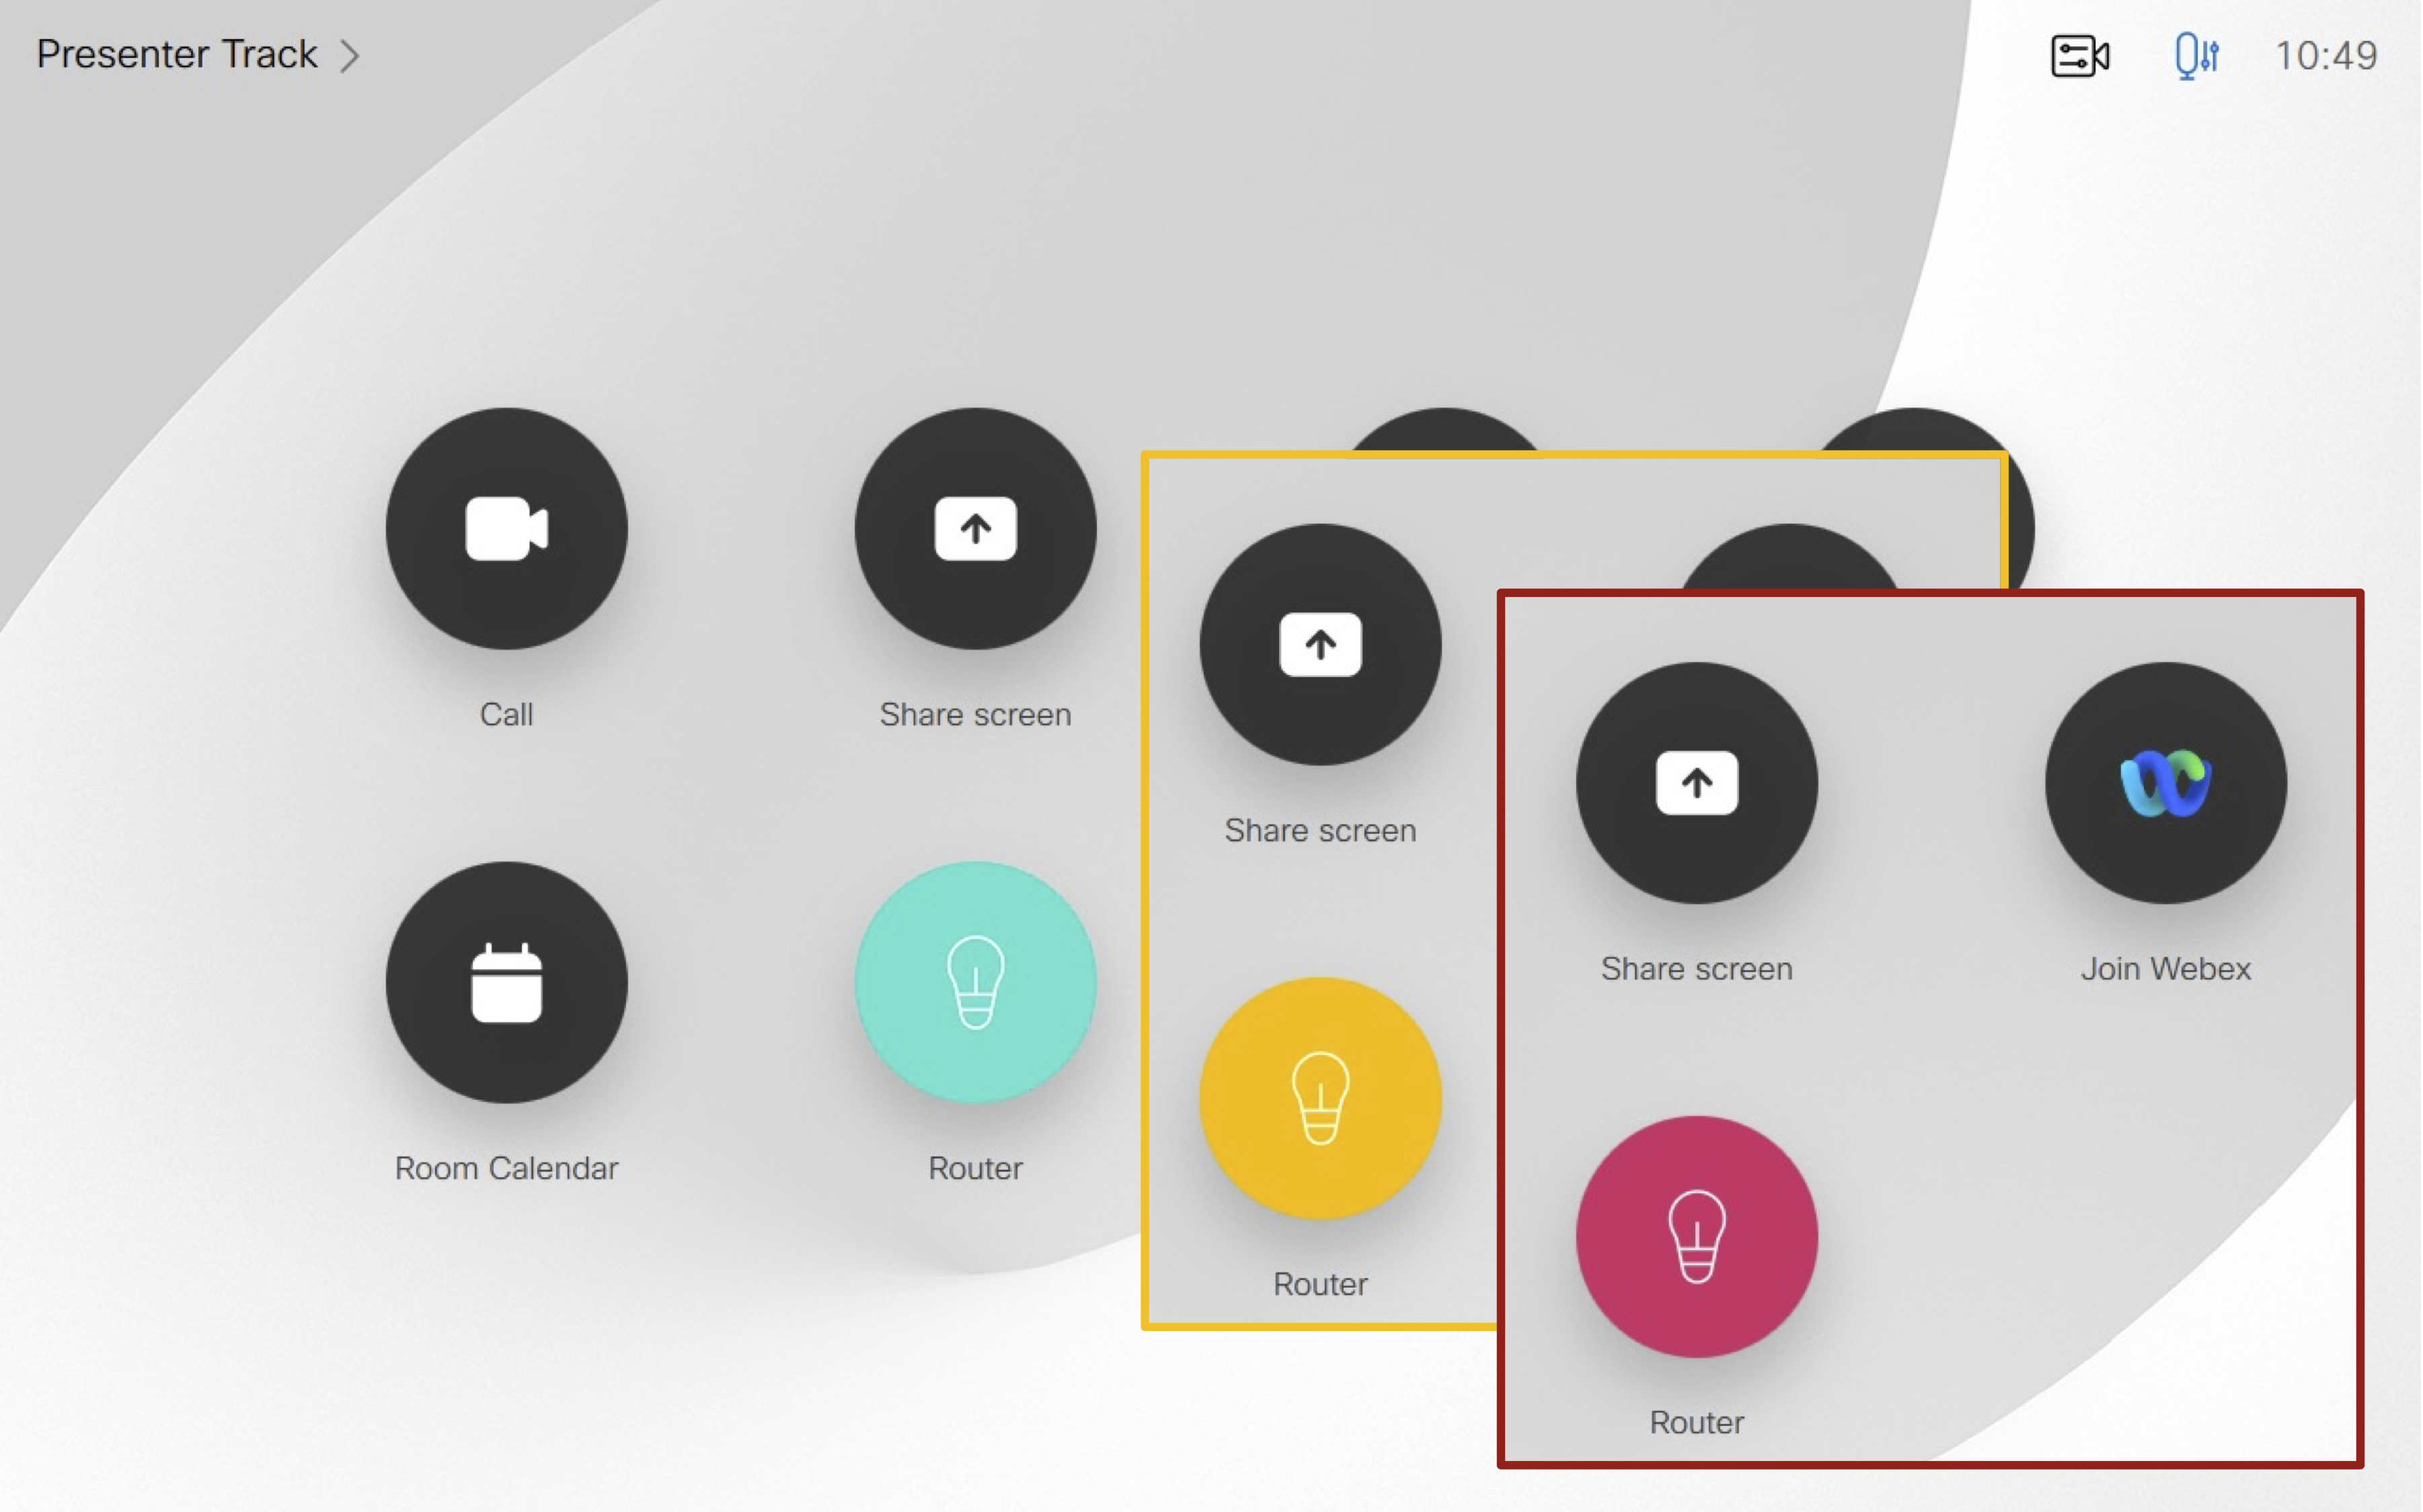 Presenter Track
10:49
Call
Share screen
Room Calendar
Router
Share screen
Router
Share screen
Join Webex
Router